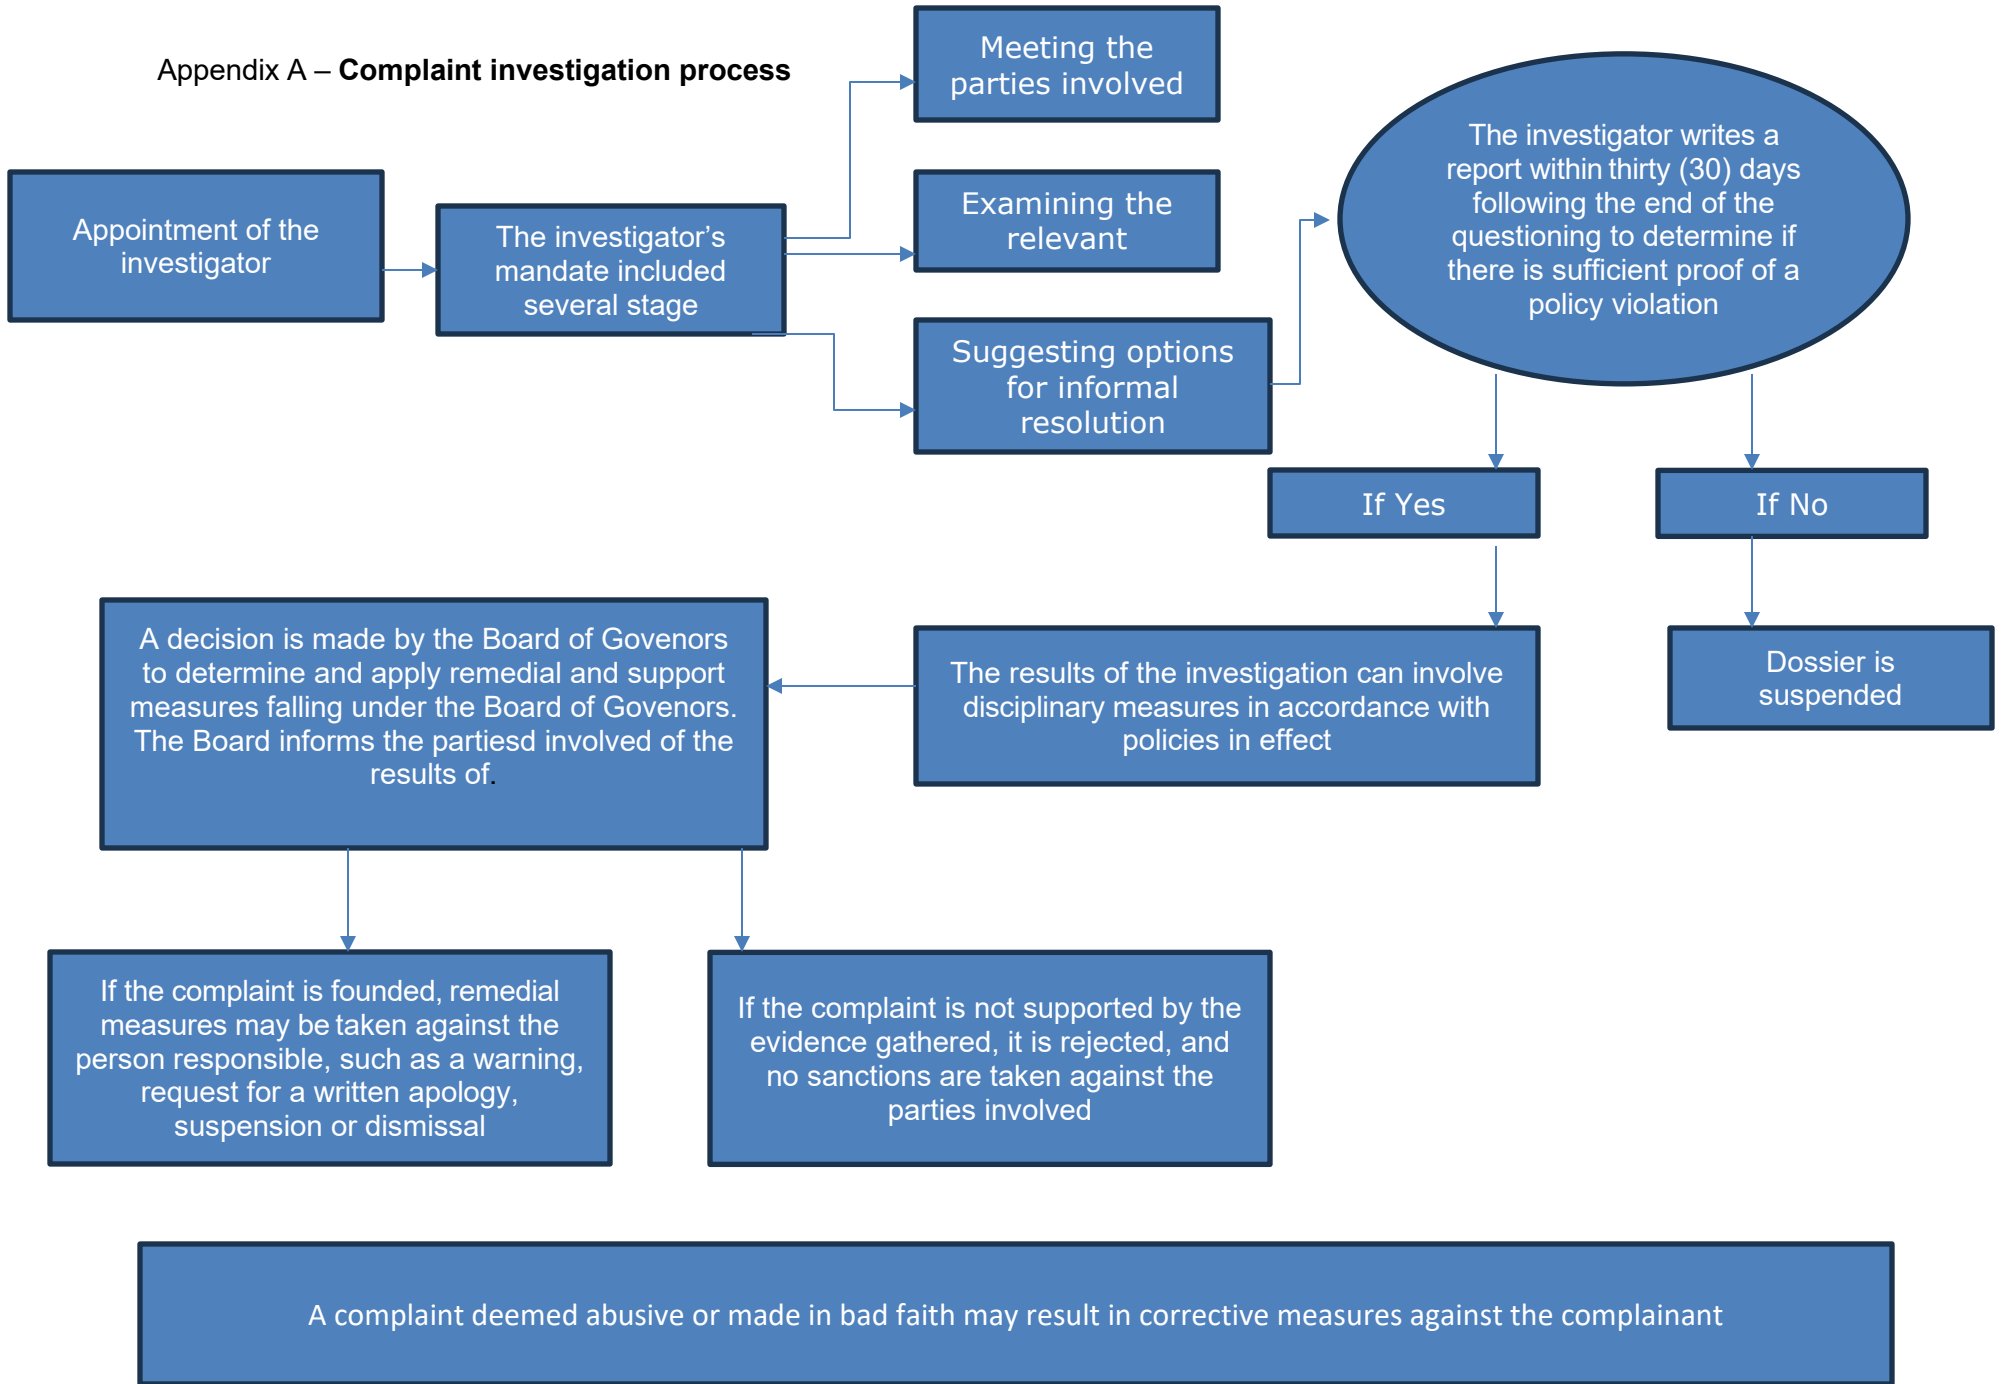 Appendix A – Complaint investigation process
Meeting the
parties involved
The investigator writes a
report within thirty (30) days
following the end of the
questioning to determine if
there is sufficient proof of a
policy violation
Appointment of the
investigator
The investigator's
mandate included
several stage
Examining the
relevant
Suggesting options
for informal
resolution
If Yes
If No
A decision is made by the Board of Govenors
to determine and apply remedial and support
measures falling under the Board of Govenors.
The Board informs the partiesd involved of the
results of.
The results of the investigation can involve
disciplinary measures in accordance with
policies in effect
Dossier is
suspended
If the complaint is founded, remedial
measures may be taken against the
person responsible, such as a warning,
request for a written apology,
suspension or dismissal
If the complaint is not supported by the
evidence gathered, it is rejected, and
no sanctions are taken against the
parties involved
A complaint deemed abusive or made in bad faith may result in corrective measures against the complainant